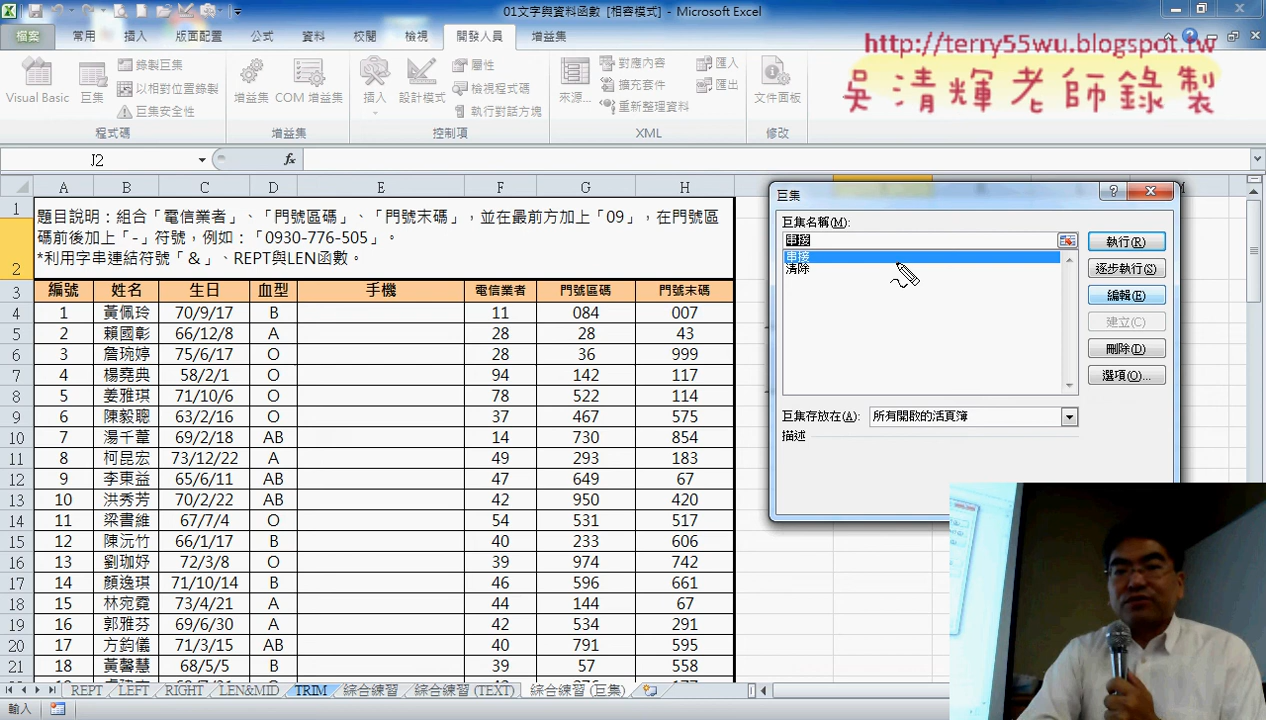 01文字與資料函數 [相容模式] - Microsoft Excel
檔案 常用 插入 版面配置 公式 資料 校閱 檢視 開發人員 增益集
http://terry55wu.blogspot.tw
吳清輝老師錄製
Visual Basic 巨集 錄製巨集 以相對位置錄製 巨集安全性
增益集 COM 增益集 插入 設計模式 屬性 檢視程式碼 執行對話方塊
來源... 對應內容 擴充套件 重新整理資料 匯入 匯出 文件面板
程式碼 增益集 控制項 XML 修改
J2 fx
A B C D E F G H M
1 題目說明：組合「電信業者」、「門號區碼」、「門號末碼」，並在最前方加上「09」，在門號區
碼前後加上「-」符號，例如：「0930-776-505」。
2 *利用字串連結符號「&」、REPT與LEN函數。
3 編號 姓名 生日 血型 手機 電信業者 門號區碼 門號末碼
4 1 黃佩玲 70/9/17 B 11 084 007
5 2 賴國彰 66/12/8 A 28 28 43
6 3 詹琬婷 75/6/17 O 28 36 999
7 4 楊堯典 58/2/1 O 94 142 117
8 5 姜雅琪 71/10/6 O 78 522 114
9 6 陳毅聰 63/2/16 O 37 467 575
10 7 湯千葦 69/2/18 AB 14 730 854
11 8 柯昆宏 73/12/22 A 49 293 183
12 9 李東益 65/6/11 AB 47 649 67
13 10 洪秀芳 70/2/22 AB 42 950 420
14 11 梁書維 67/7/4 O 54 531 517
15 12 陳沅竹 66/1/17 B 40 233 606
16 13 劉珈妤 72/3/8 O 39 974 742
17 14 顏逸琪 71/10/14 B 46 596 661
18 15 林宛霓 73/4/21 A 44 144 67
19 16 郭雅芬 69/6/30 A 42 534 291
20 17 方鈞儀 71/3/15 AB 40 791 595
21 18 黃馨慧 68/5/5 B 39 57 558
巨集
巨集名稱(M):
串接
串接
清除
執行(R)
逐步執行(S)
編輯(E)
建立(C)
刪除(D)
選項(O)...
巨集存放在(A): 所有開啟的活頁簿
描述
REPT LEFT RIGHT LEN&MID TRIM 綜合練習 綜合練習 (TEXT) 綜合練習 (巨集)
輸入